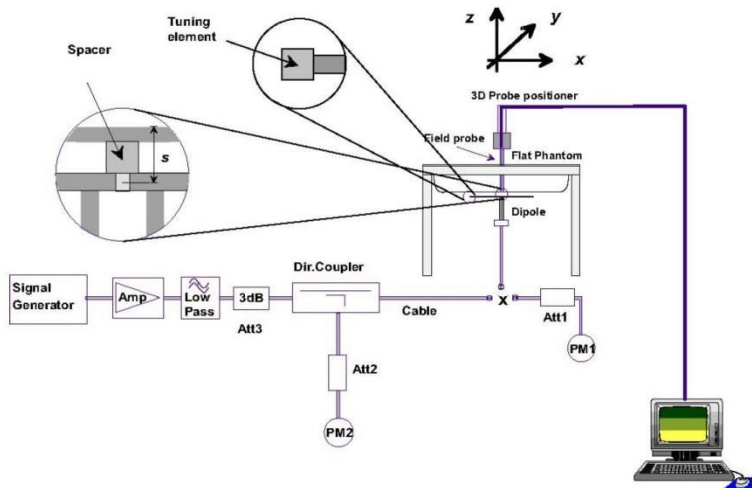 Tuning
element
z
y
x
Spacer
s
3D Probe positioner
Field probe
Flat Phantom
Dipole
Dir.Coupler
Signal
Generator
Amp
Low
Pass
3dB
Att3
Cable
x
Att1
PM1
Att2
PM2